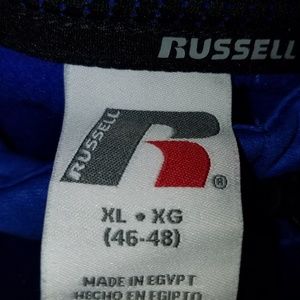 RUSSELL
RUSSELL
R
®
XL • XG
(46-48)
MADE IN EGYPT
HECHO EN EGIPTO